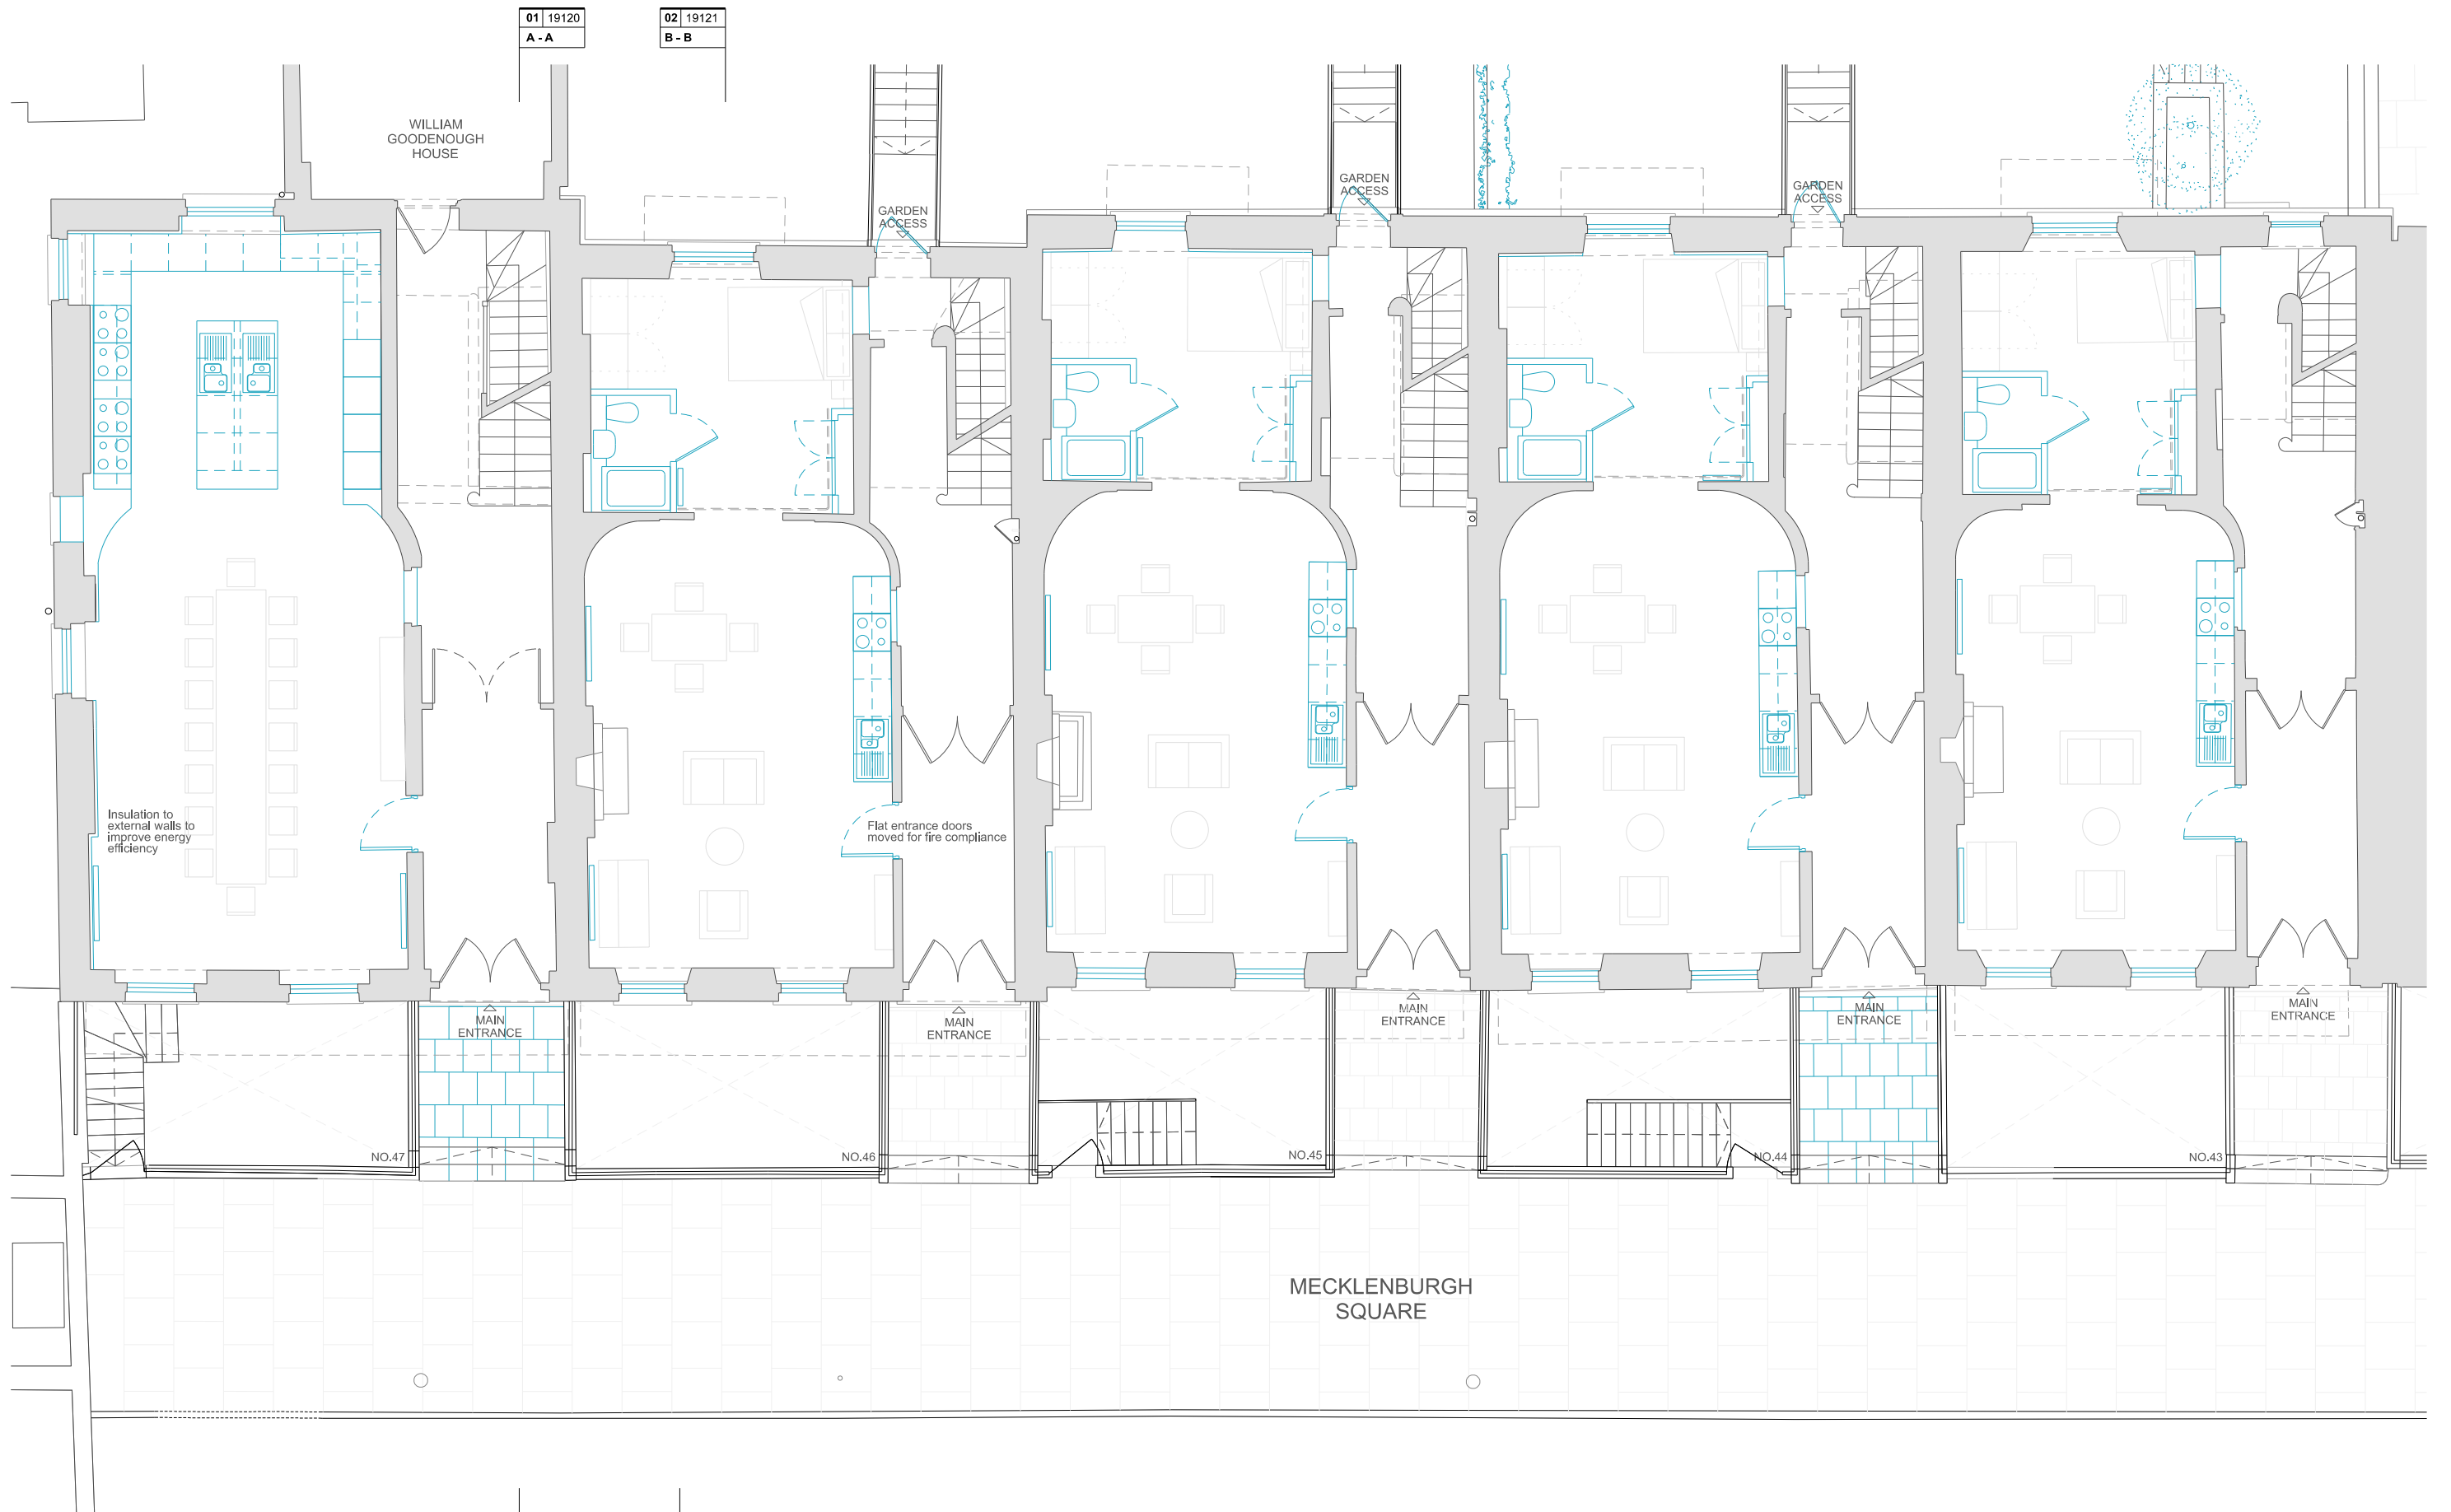 01 19120
A - A
02 19121
B - B
WILLIAM
GOODENOUGH
HOUSE
GARDEN
ACCESS
GARDEN
ACCESS
GARDEN
ACCESS
Insulation to
external walls to
improve energy
efficiency
Flat entrance doors
moved for fire compliance
MAIN
ENTRANCE
MAIN
ENTRANCE
MAIN
ENTRANCE
MAIN
ENTRANCE
MAIN
ENTRANCE
NO.47
NO.46
NO.45
NO.44
NO.43
MECKLENBURGH
SQUARE